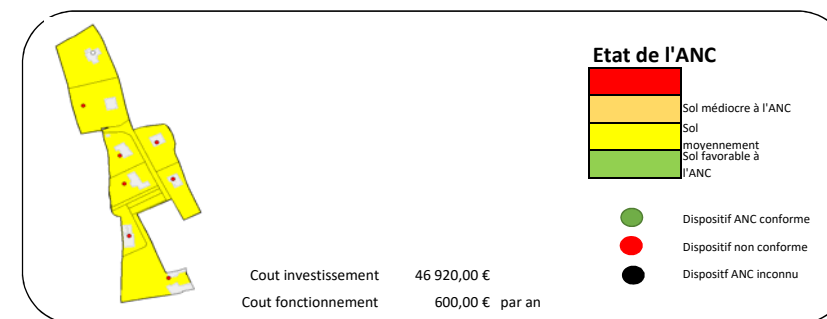 Etat de l'ANC
Sol médiocre à l'ANC
Sol
moyennement
Sol favorable à
l'ANC
Dispositif ANC conforme
Dispositif non conforme
Dispositf ANC inconnu
Cout investissement 46 920,00 €
Cout fonctionnement 600,00 € par an